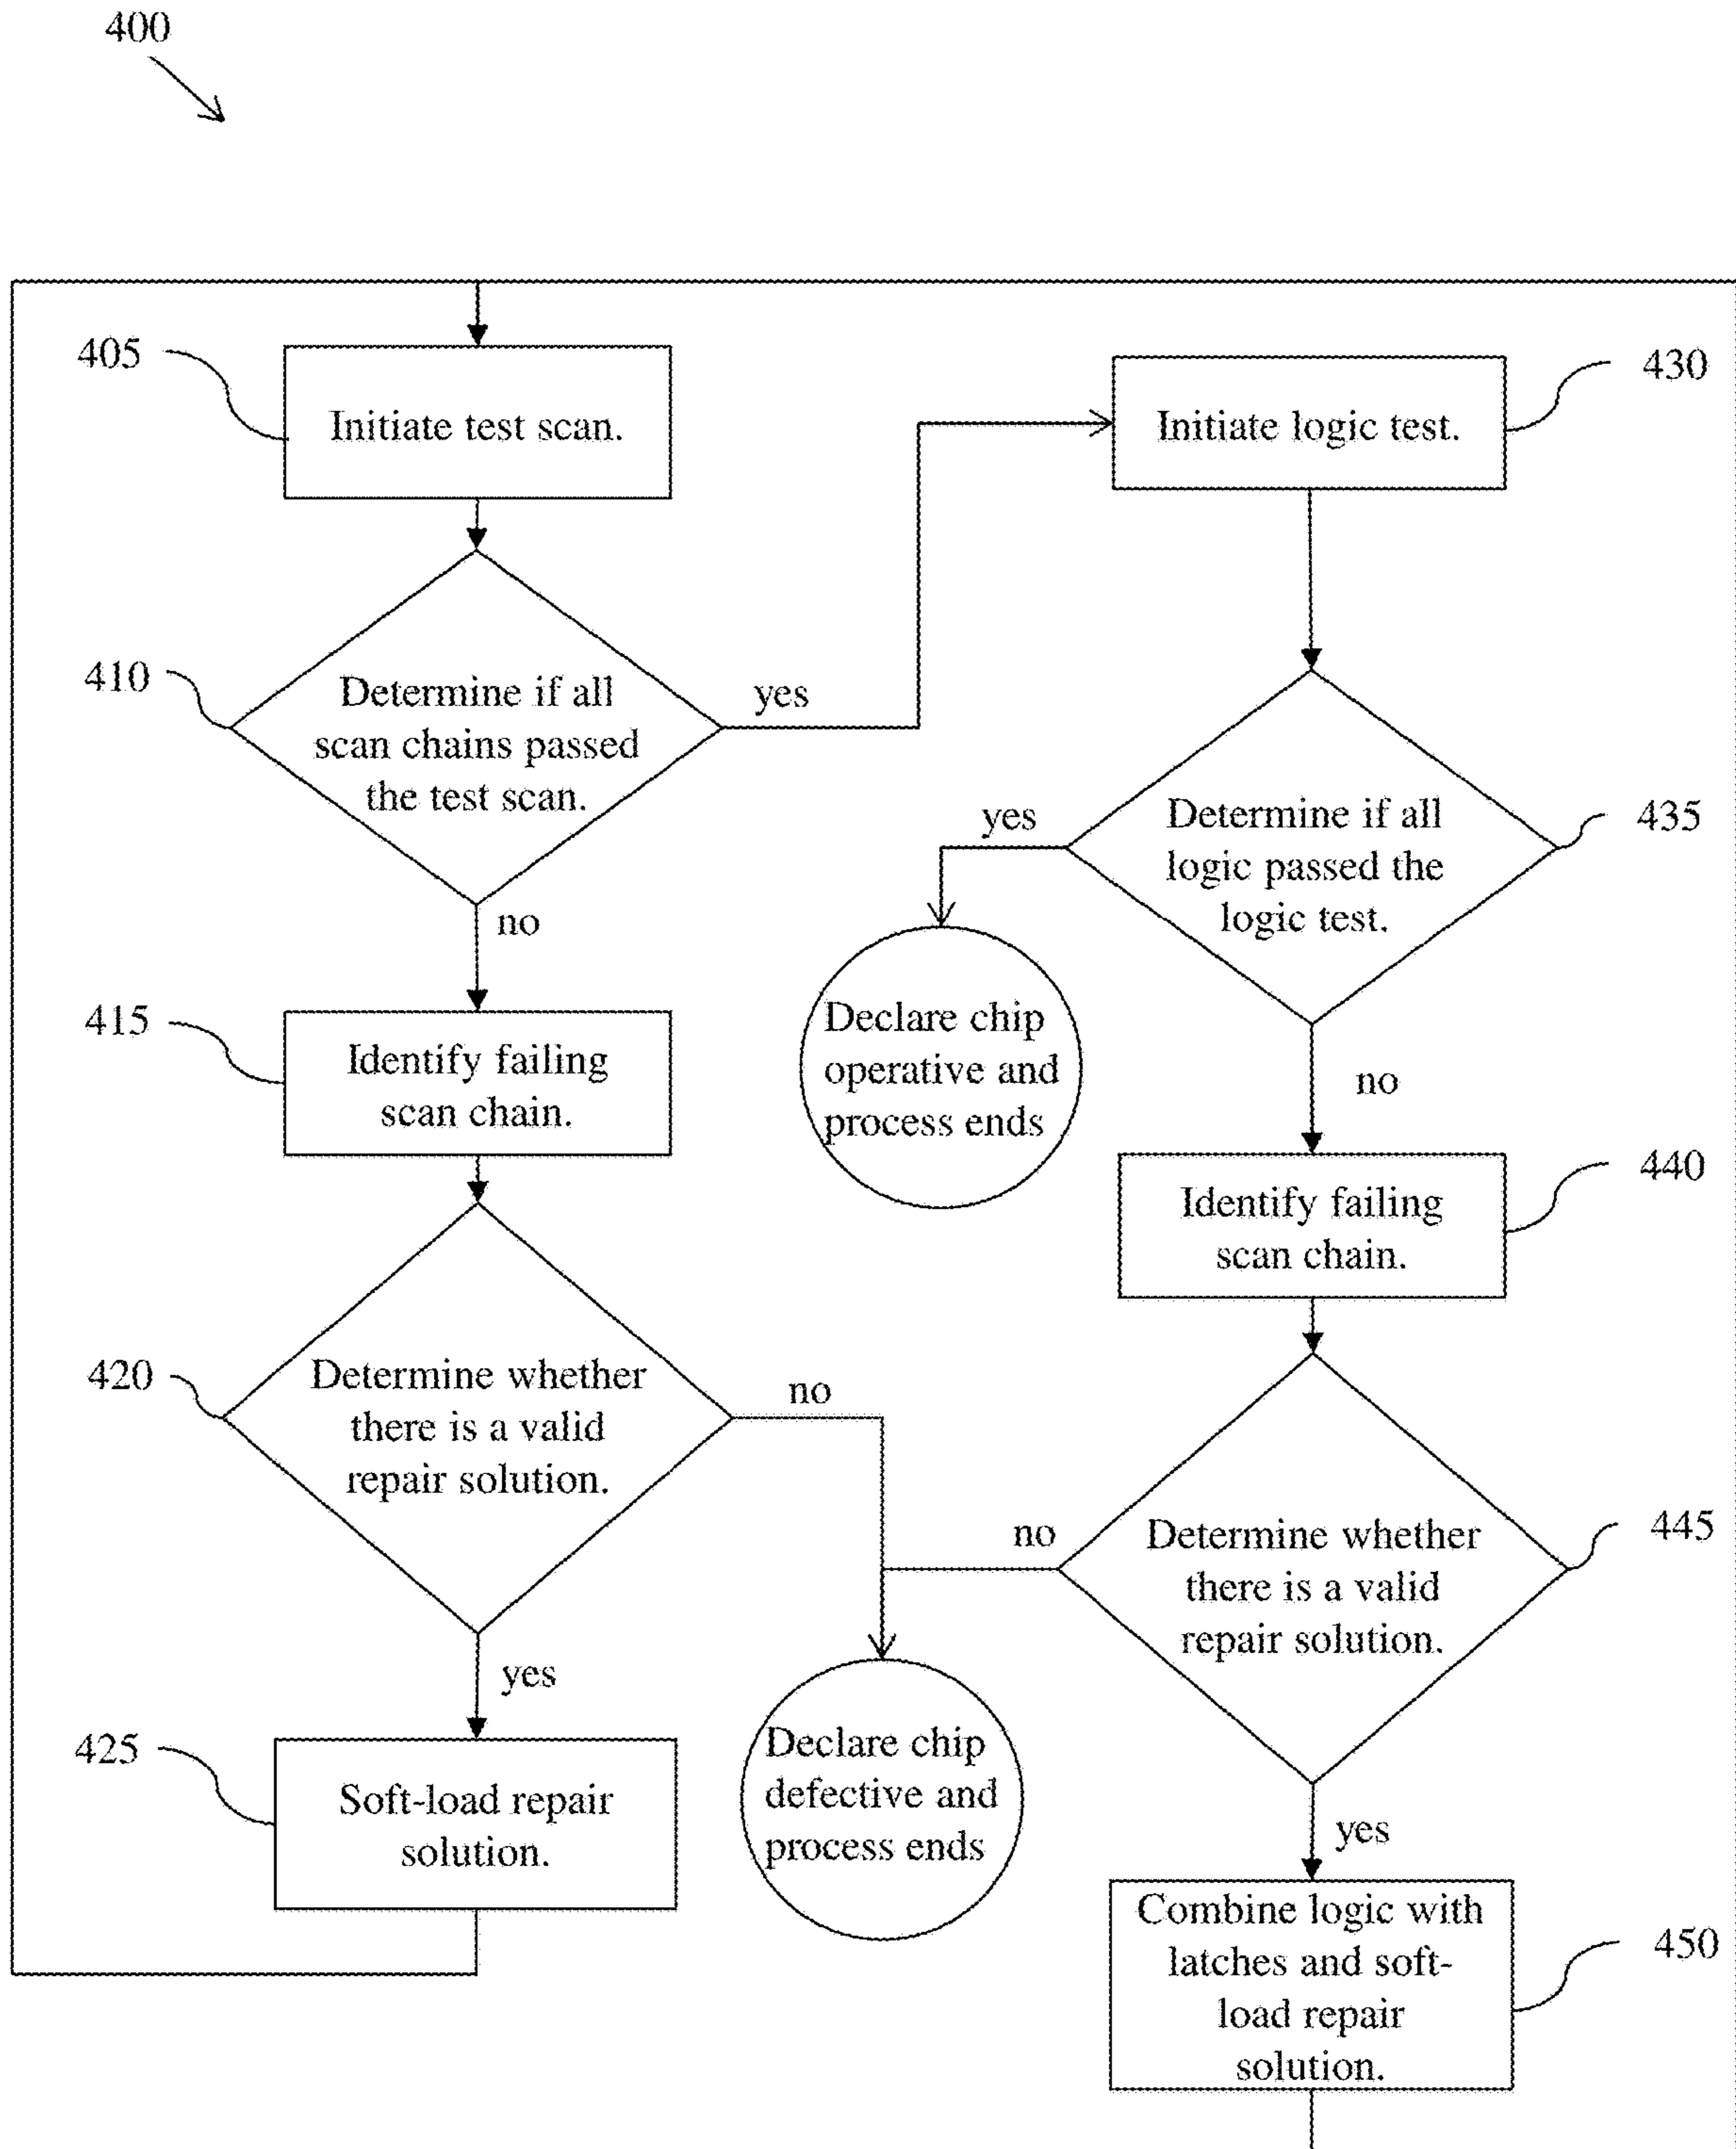 400
405
Initiate test scan.
410
Determine if all
scan chains passed
the test scan.
yes
no
415
Identify failing
scan chain.
420
Determine whether
there is a valid
repair solution.
no
yes
425
Soft-load repair
solution.
430
Initiate logic test.
435
Determine if all
logic passed the
logic test.
yes
Declare chip
operative and
process ends
no
440
Identify failing
scan chain.
445
Determine whether
there is a valid
repair solution.
no
Declare chip
defective and
process ends
yes
450
Combine logic with
latches and soft-
load repair
solution.